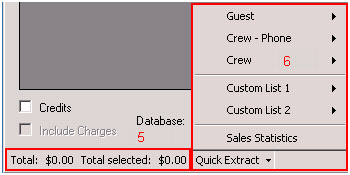 Guest
Crew - Phone
Crew 6
Custom List 1
Credits
Custom List 2
Database:
Include Charges
5
Sales Statistics
Total: $0.00 Total selected: $0.00 Quick Extract